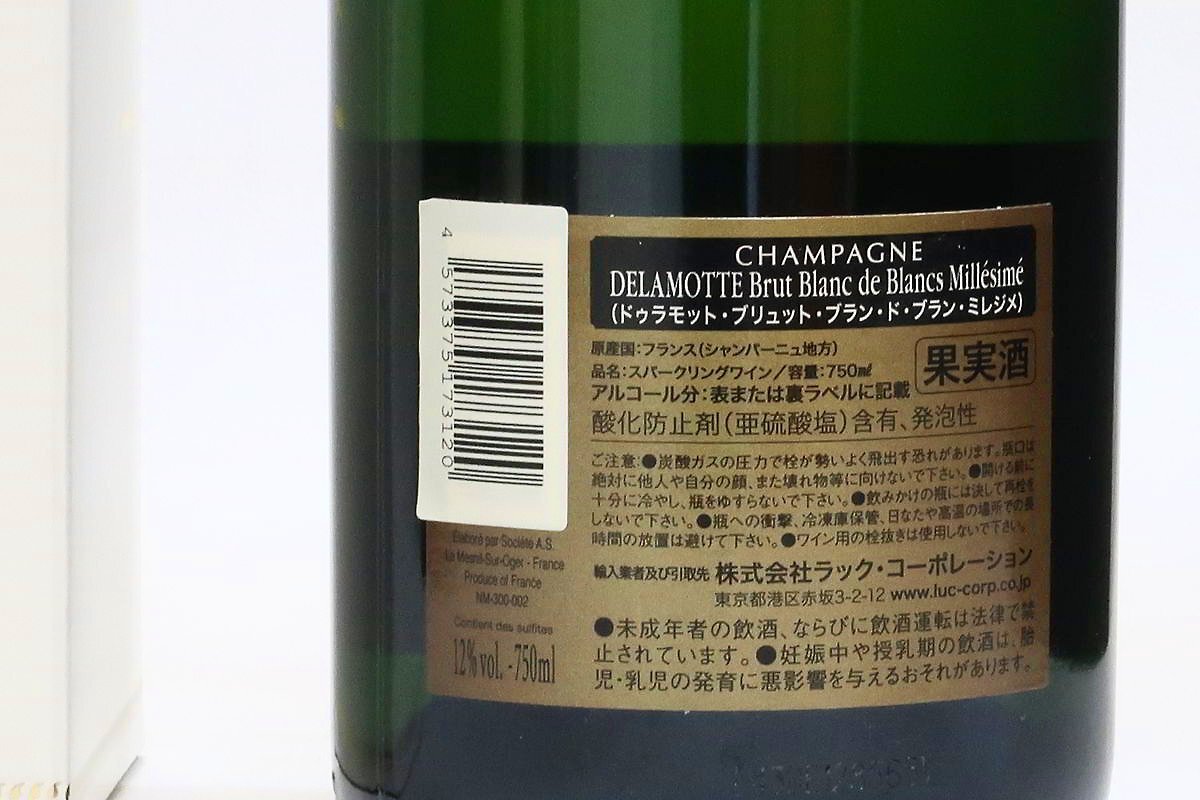 4573375173120
CHAMPAGNE
DELAMOTTE Brut Blanc de Blancs Millésimé
(ドゥラモット・ブリュット・ブラン・ド・ブラン・ミレジメ)
原産国:フランス(シャンパーニュ地方)
品名:スパークリングワイン/容量:750㎖
果実酒
アルコール分:表または裏ラベルに記載
酸化防止剤(亜硫酸塩)含有、発泡性
ご注意:●炭酸ガスの圧力で栓が勢いよく飛出す恐れがあります。瓶口は
絶対に他人や自分の顔、また壊れ物等に向けないで下さい。●開ける前に
十分に冷やし、瓶をゆすらないで下さい。●飲みかけの瓶には決して再栓を
しないで下さい。●瓶への衝撃、冷凍庫保管、日なたや高温の場所での長
時間の放置は避けて下さい。●ワイン用の栓抜きは使用しないで下さい。
輸入業者及び引取先 株式会社ラック・コーポレーション
東京都港区赤坂3-2-12 www.luc-corp.co.jp
●未成年者の飲酒、ならびに飲酒運転は法律で禁
止されています。●妊娠中や授乳期の飲酒は、胎
児・乳児の発育に悪影響を与えるおそれがあります。
Élaboré par Société A.S.
Le Mesnil-Sur-Oger - France
Produce of France
NM-300-002
Contient des sulfites
12% vol. - 750ml